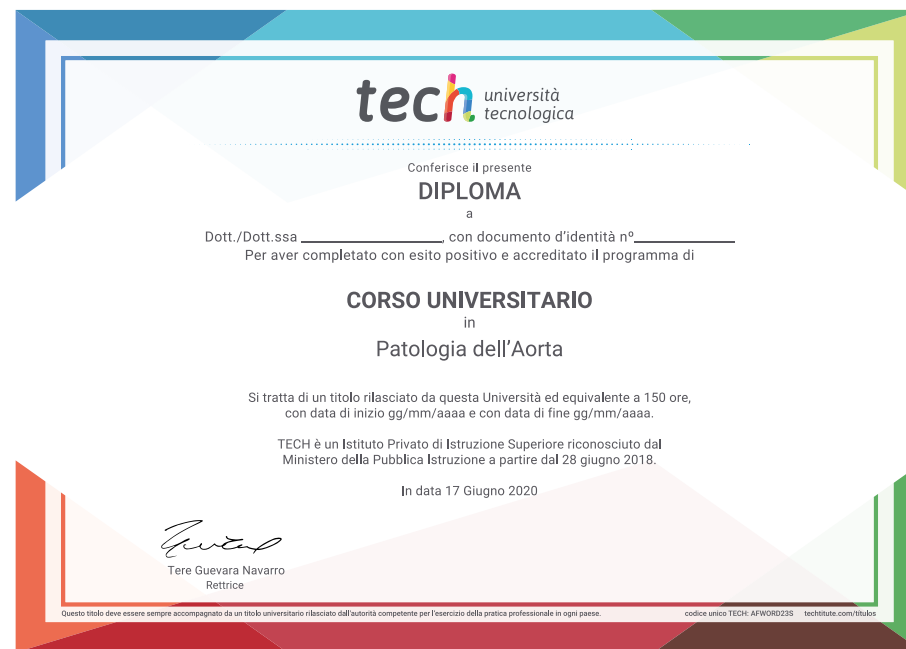 tech università
tecnologica
Conferisce il presente
DIPLOMA
a
Dott./Dott.ssa ____________________, con documento d'identità nº______________
Per aver completato con esito positivo e accreditato il programma di
CORSO UNIVERSITARIO
in
Patologia dell'Aorta
Si tratta di un titolo rilasciato da questa Università ed equivalente a 150 ore,
con data di inizio gg/mm/aaaa e con data di fine gg/mm/aaaa.
TECH è un Istituto Privato di Istruzione Superiore riconosciuto dal
Ministero della Pubblica Istruzione a partire dal 28 giugno 2018.
In data 17 Giugno 2020
Tere Guevara Navarro
Rettrice
Questo titolo deve essere sempre accompagnato da un titolo universitario rilasciato dall'autorità competente per l'esercizio della pratica professionale in ogni paese. codice unico TECH: AFWORD23S techtitute.com/titulos